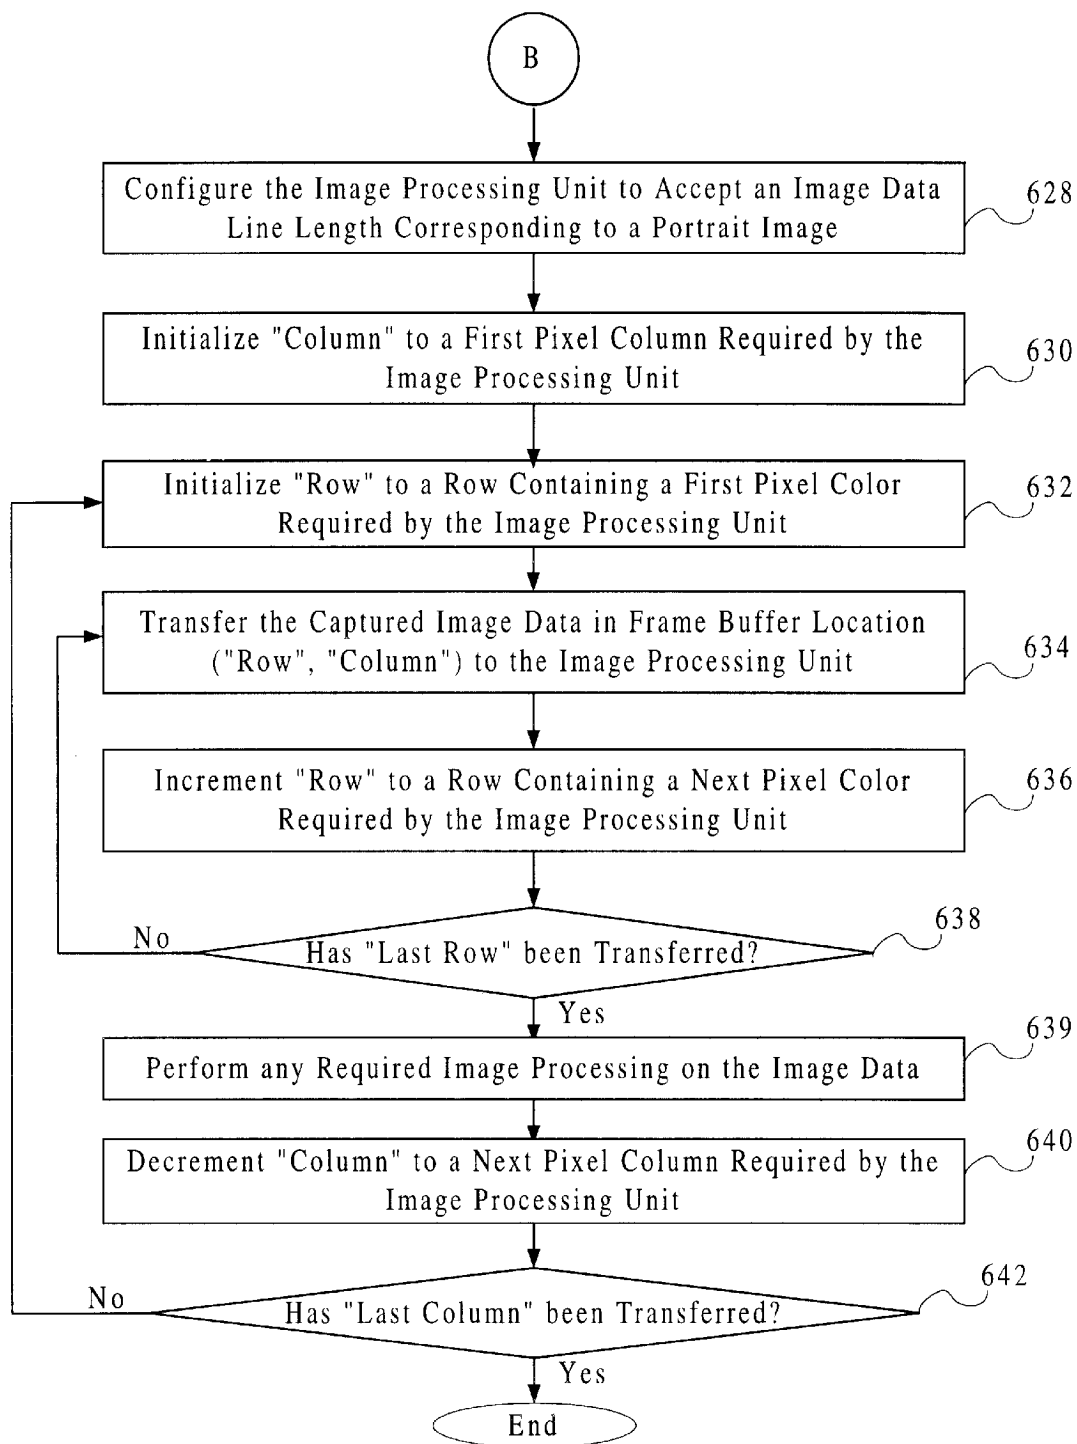 B
Configure the Image Processing Unit to Accept an Image Data
Line Length Corresponding to a Portrait Image
628
Initialize "Column" to a First Pixel Column Required by the
Image Processing Unit
630
Initialize "Row" to a Row Containing a First Pixel Color
Required by the Image Processing Unit
632
Transfer the Captured Image Data in Frame Buffer Location
("Row", "Column") to the Image Processing Unit
634
Increment "Row" to a Row Containing a Next Pixel Color
Required by the Image Processing Unit
636
No
Has "Last Row" been Transferred?
638
Yes
Perform any Required Image Processing on the Image Data
639
Decrement "Column" to a Next Pixel Column Required by the
Image Processing Unit
640
No
Has "Last Column" been Transferred?
642
Yes
End